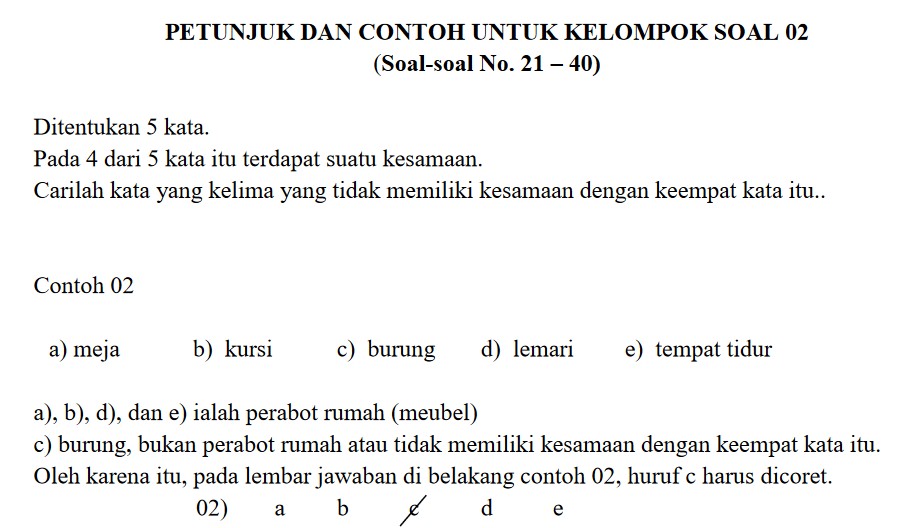 PETUNJUK DAN CONTOH UNTUK KELOMPOK SOAL 02
(Soal-soal No. 21 – 40)
Ditentukan 5 kata.
Pada 4 dari 5 kata itu terdapat suatu kesamaan.
Carilah kata yang kelima yang tidak memiliki kesamaan dengan keempat kata itu..
Contoh 02
a) meja b) kursi c) burung d) lemari e) tempat tidur
a), b), d), dan e) ialah perabot rumah (meubel)
c) burung, bukan perabot rumah atau tidak memiliki kesamaan dengan keempat kata itu.
Oleh karena itu, pada lembar jawaban di belakang contoh 02, huruf c harus dicoret.
02) a b c d e